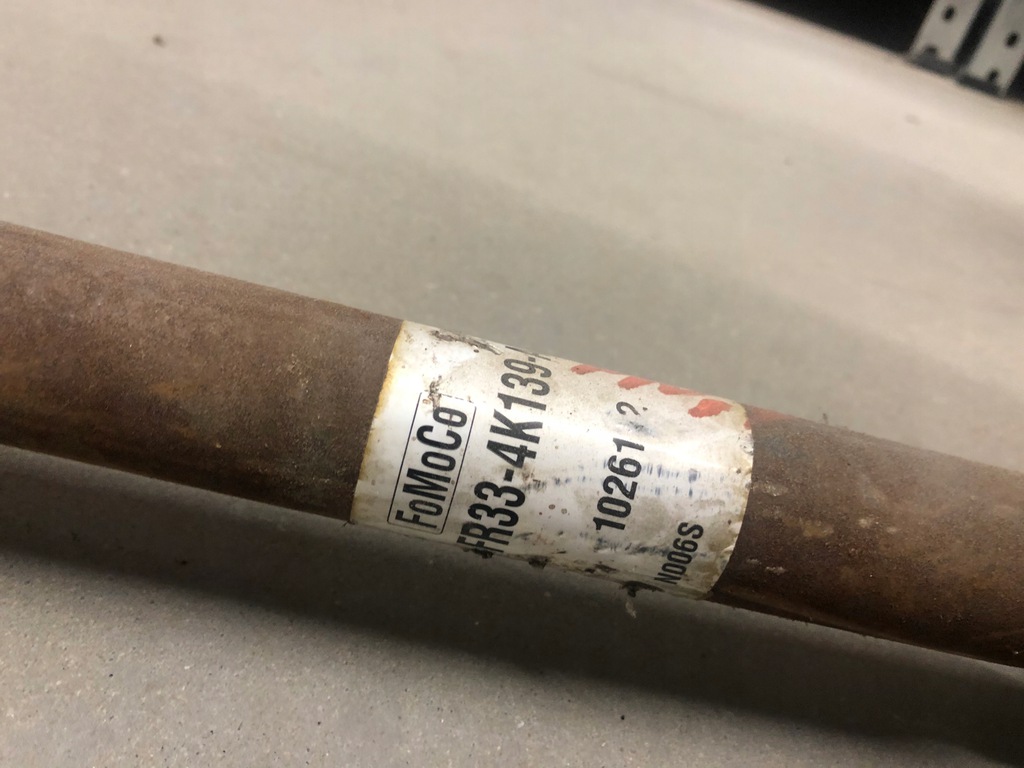 FoMoCo
FR33-4K139-
10261 ?
N006S